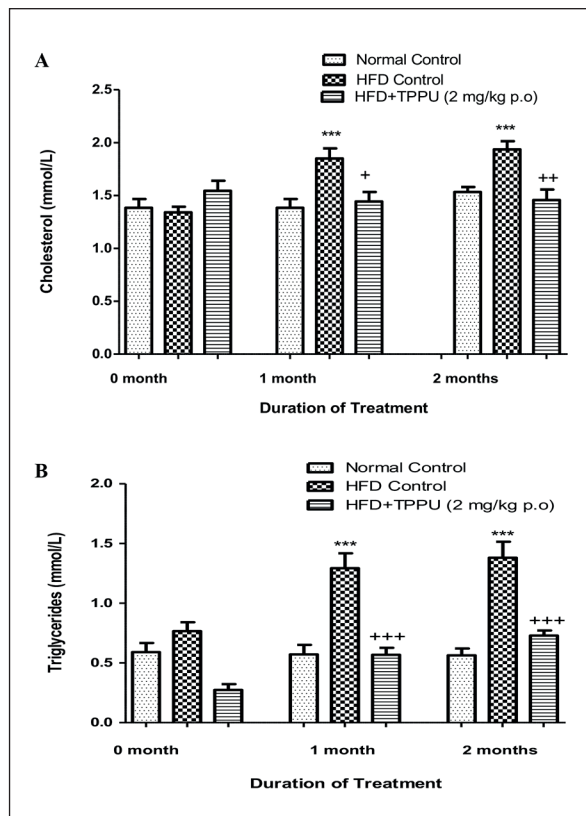 A
Normal Control
HFD Control
HFD+TPPU (2 mg/kg p.o)
Cholesterol (mmol/L)
2.5
2.0
1.5
1.0
0.5
0.0
***
+
***
++
0 month
1 month
2 months
Duration of Treatment
B
Normal Control
HFD Control
HFD+TPPU (2 mg/kg p.o)
Triglycerides (mmol/L)
2.0
1.5
1.0
0.5
0.0
***
+++
***
+++
0 month
1 month
2 months
Duration of Treatment